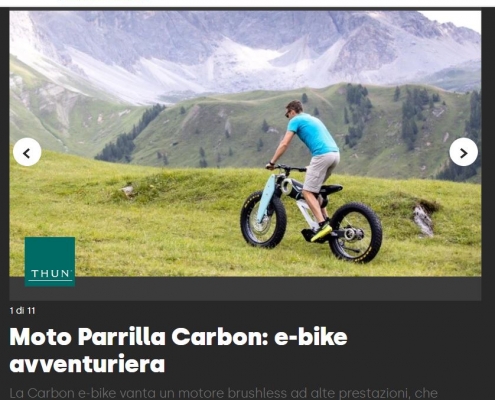 THUN
1 di 11
Moto Parrilla Carbon: e-bike
avventuriera
La Carbon e-bike vanta un motore brushless ad alte prestazioni, che